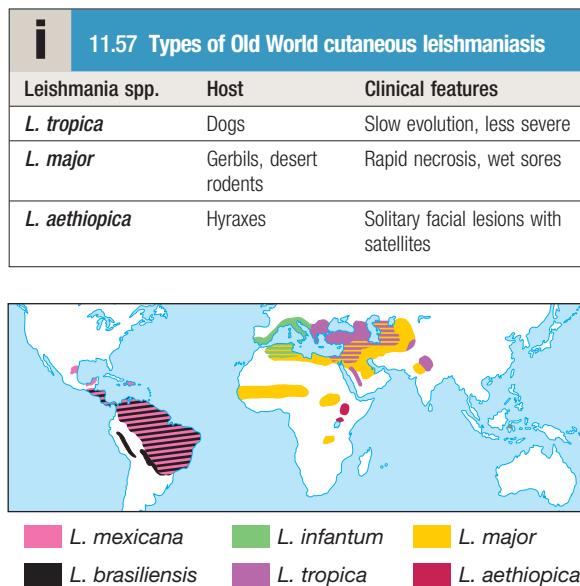 i
11.57 Types of Old World cutaneous leishmaniasis
Leishmania spp. Host Clinical features
L. tropica Dogs Slow evolution, less severe
L. major Gerbils, desert rodents Rapid necrosis, wet sores
L. aethiopica Hyraxes Solitary facial lesions with satellites
L. mexicana L. infantum L. major
L. brasiliensis L. tropica L. aethiopica